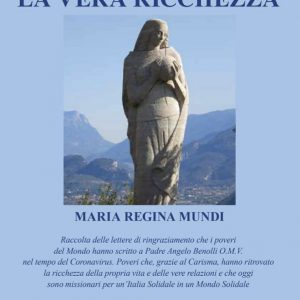 LA VERA RICCHEZZA
MARIA REGINA MUNDI
Raccolta delle lettere di ringraziamento che i poveri
del Mondo hanno scritto a Padre Angelo Benolli O.M.V.
nel tempo del Coronavirus. Poveri che, grazie al Carisma, hanno ritrovato
la ricchezza della propria vita e delle vere relazioni e che oggi
sono missionari per un'Italia Solidale in un Mondo Solidale